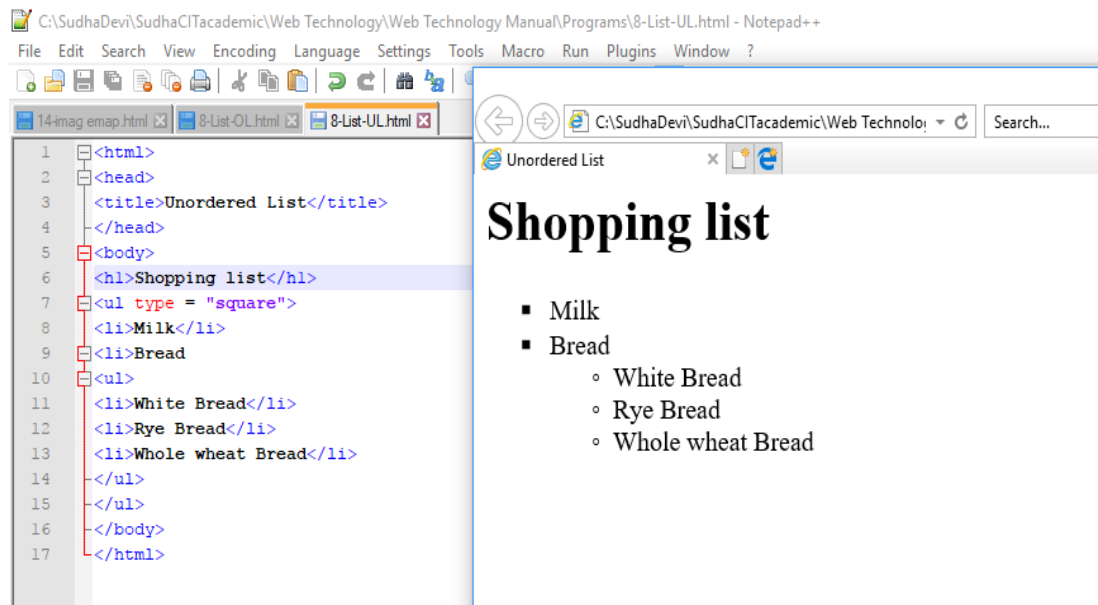 C:\SudhaDevi\SudhaCITacademic\Web Technology\Web Technology Manual\Programs\8-List-UL.html - Notepad++
File Edit Search View Encoding Language Settings Tools Macro Run Plugins Window ?
14-imag emap.html 8-List-OL.html 8-List-UL.html
1 <html>
2 <head>
3 <title>Unordered List</title>
4 </head>
5 <body>
6 <h1>Shopping list</h1>
7 <ul type = "square">
8 <li>Milk</li>
9 <li>Bread
10 <ul>
11 <li>White Bread</li>
12 <li>Rye Bread</li>
13 <li>Whole wheat Bread</li>
14 </ul>
15 </ul>
16 </body>
17 </html>
C:\SudhaDevi\SudhaCITacademic\Web Technolo Search...
Unordered List
Shopping list
▪ Milk
▪ Bread
◦ White Bread
◦ Rye Bread
◦ Whole wheat Bread